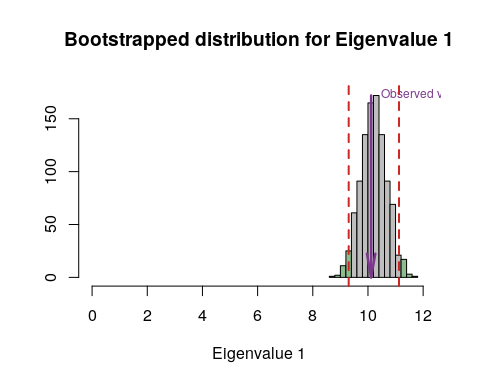 Bootstrapped distribution for Eigenvalue 1
Observed v
150
100
50
0
0 2 4 6 8 10 12
Eigenvalue 1